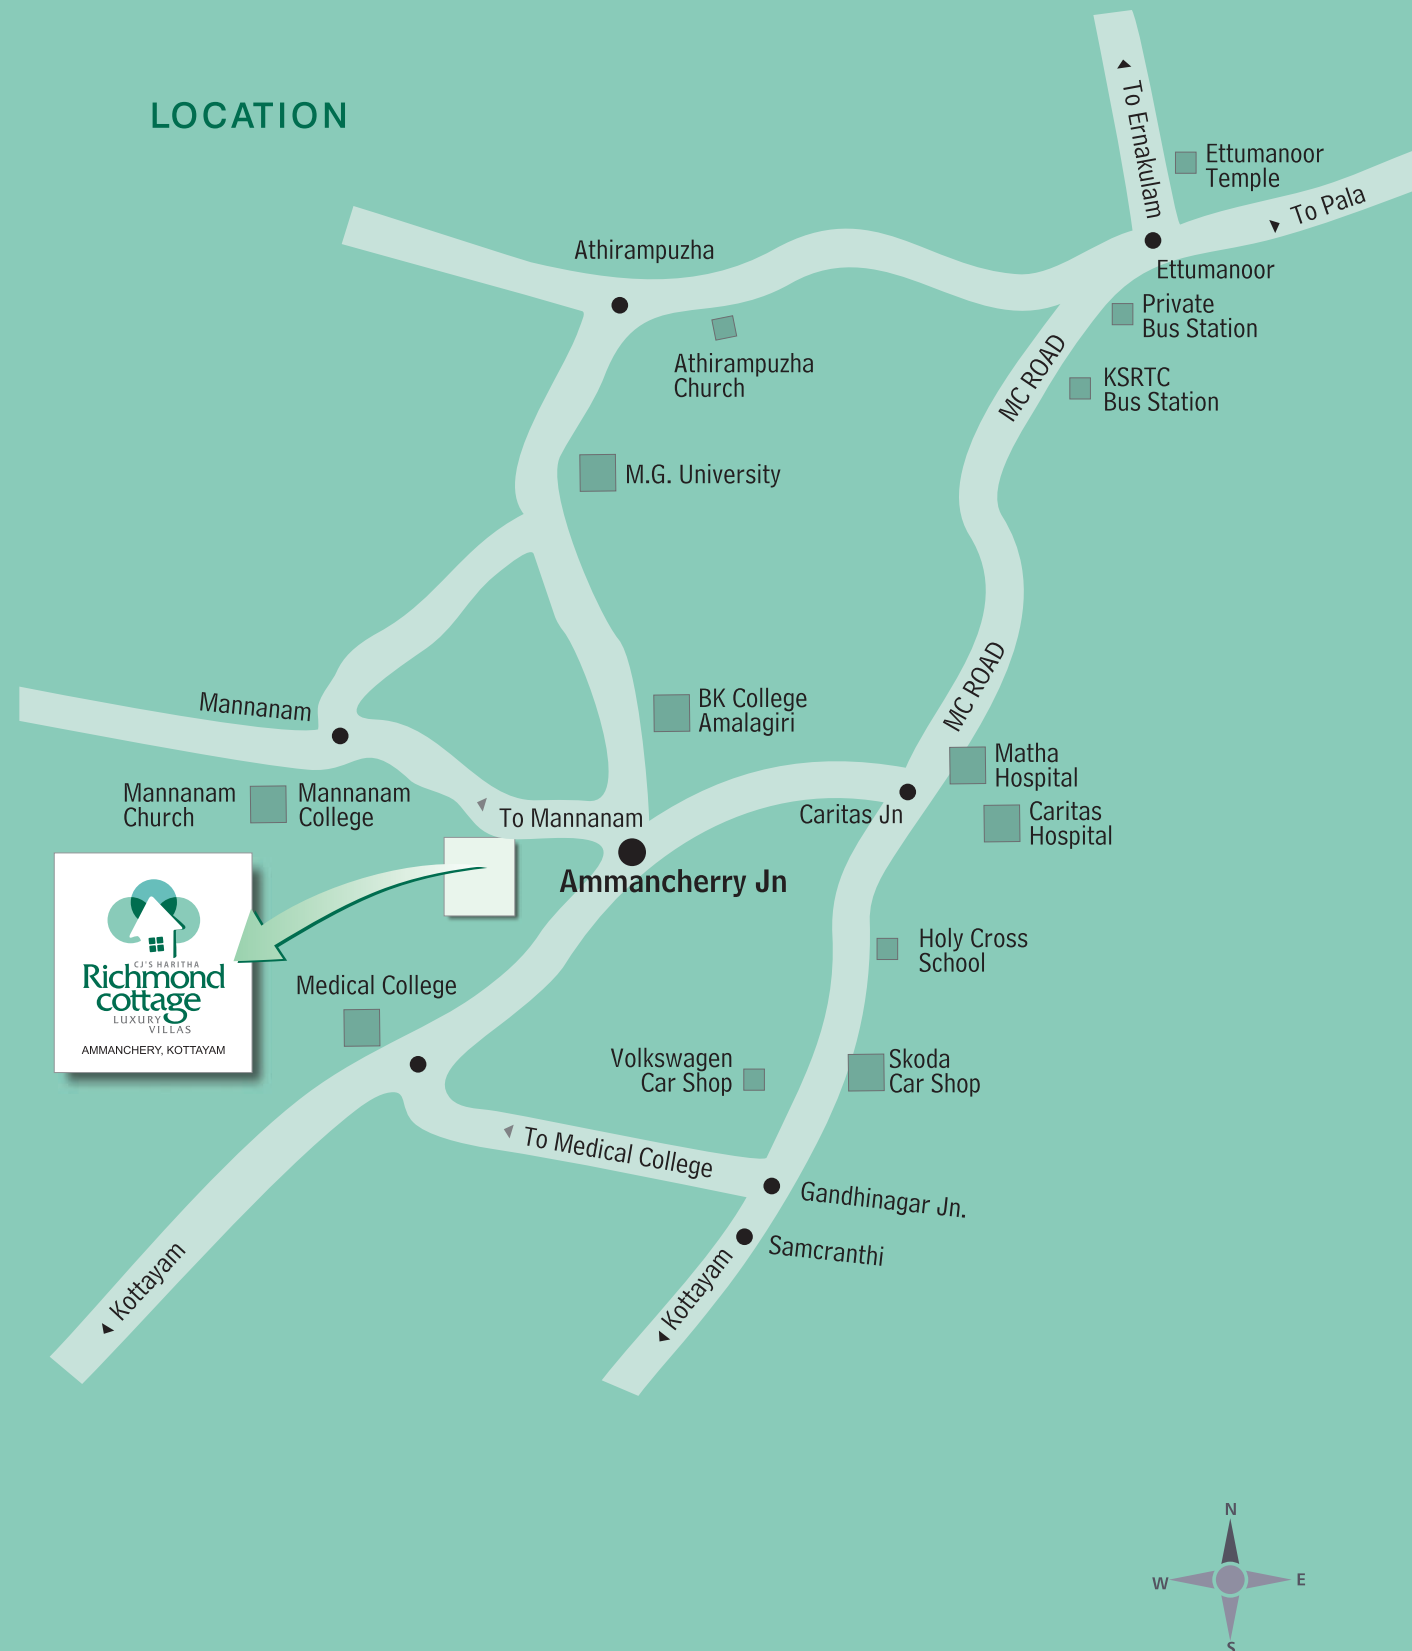 LOCATION
To Ernakulam
Ettumanoor
Temple
To Pala
Athirampuzha
Ettumanoor
Private
Bus Station
Athirampuzha
Church
MC ROAD
KSRTC
Bus Station
M.G. University
MC ROAD
Mannanam
BK College
Amalagiri
Matha
Hospital
Mannanam
Church
Mannanam
College
To Mannanam
Caritas Jn
Caritas
Hospital
Ammancherry Jn
CJ'S HARITHA
Richmond
cottage
LUXURY
VILLAS
AMMANCHERY, KOTTAYAM
Holy Cross
School
Medical College
Volkswagen
Car Shop
Skoda
Car Shop
To Medical College
Gandhinagar Jn.
Samcranthi
Kottayam
Kottayam
N
W
E
S